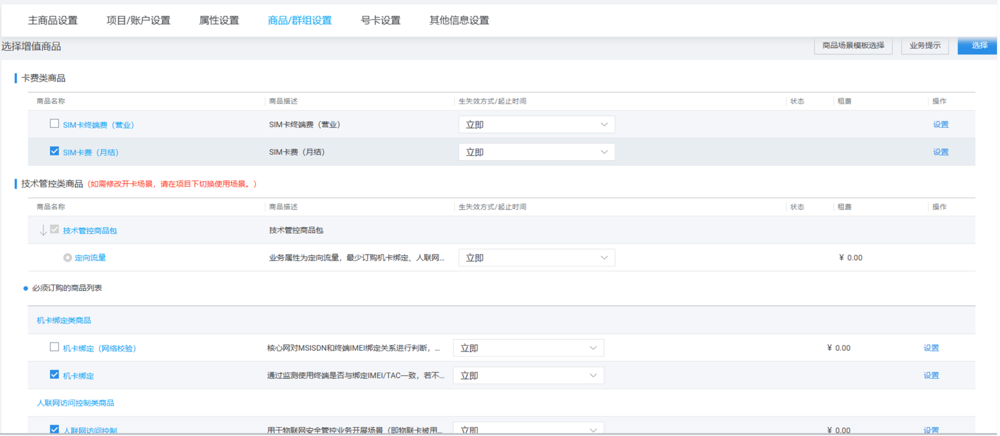 主商品设置 项目/账户设置 属性设置 商品/群组设置 号卡设置 其他信息设置
选择增值商品 商品场景模板选择 业务提示 选择
卡费类商品
商品名称 商品描述 生失效方式/起止时间 状态 租费 操作
SIM卡终端费（营业） SIM卡终端费（营业） 立即 设置
SIM卡费（月结） SIM卡费（月结） 立即 设置
技术管控类商品（如需修改开卡场景，请在项目下切换使用场景。）
商品名称 商品描述 生失效方式/起止时间 状态 租费 操作
技术管控商品包 技术管控商品包
定向流量 业务属性为定向流量，最少订购机卡绑定、人联网... 立即 ¥ 0.00
必须订购的商品列表
机卡绑定类商品
机卡绑定（网络校验） 核心网对MSISDN和终端IMEI绑定关系进行判断，... 立即 ¥ 0.00 设置
机卡绑定 通过监测使用终端是否与绑定IMEI/TAC一致，若不... 立即 设置
人联网访问控制类商品
人联网访问控制 用于物联网安全管控业务开展场景（即物联卡被用... 立即 ¥ 0.00 设置